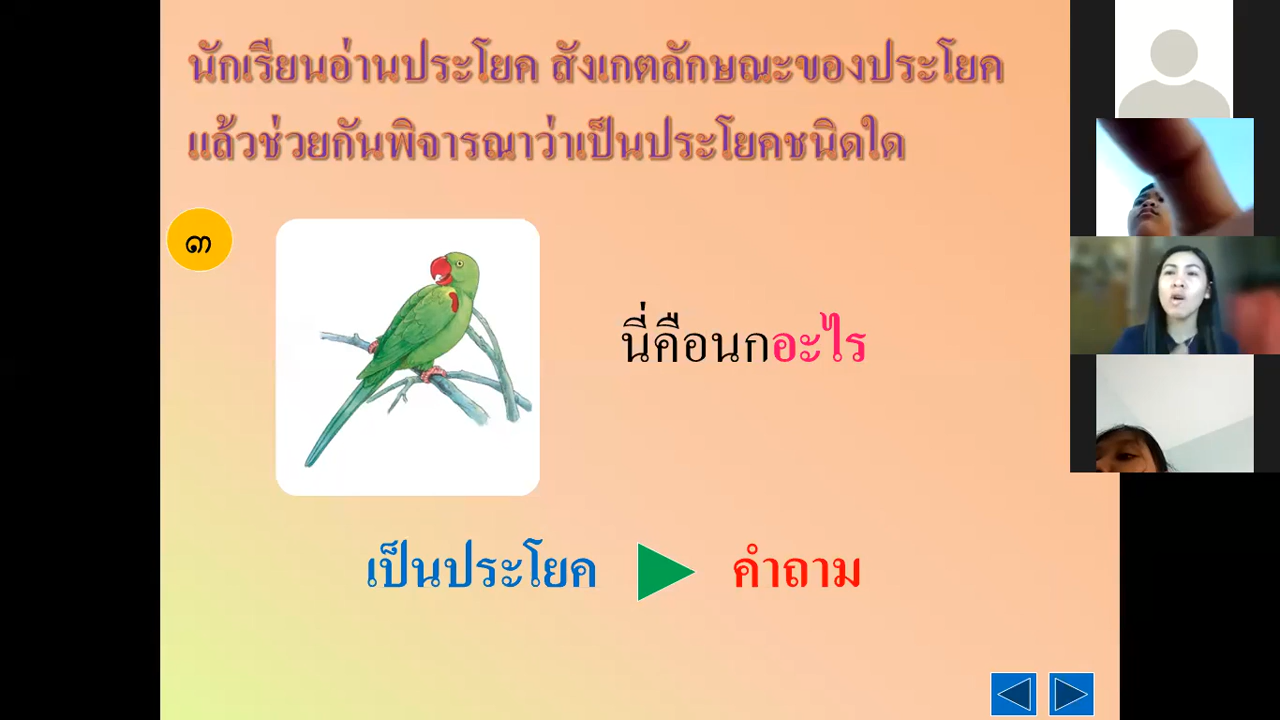 นักเรียนอ่านประโยค สังเกตลักษณะของประโยค
แล้วช่วยกันพิจารณาว่าเป็นประโยคชนิดใด
๓
นี่คือนกอะไร
เป็นประโยค คำถาม